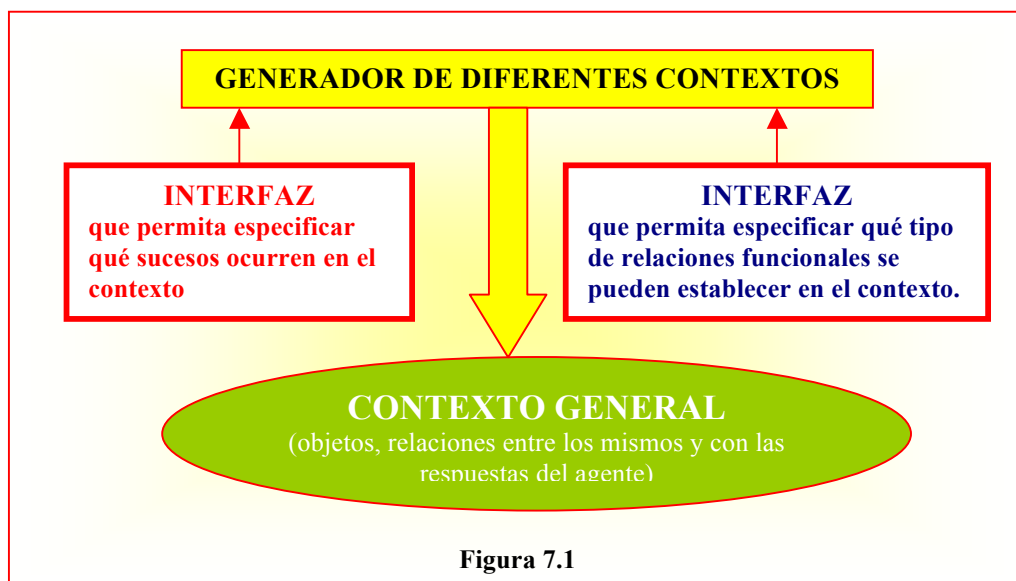 GENERADOR DE DIFERENTES CONTEXTOS
INTERFAZ
que permita especificar
qué sucesos ocurren en el
contexto
INTERFAZ
que permita especificar qué tipo
de relaciones funcionales se
pueden establecer en el contexto.
CONTEXTO GENERAL
(objetos, relaciones entre los mismos y con las
respuestas del agente)
Figura 7.1